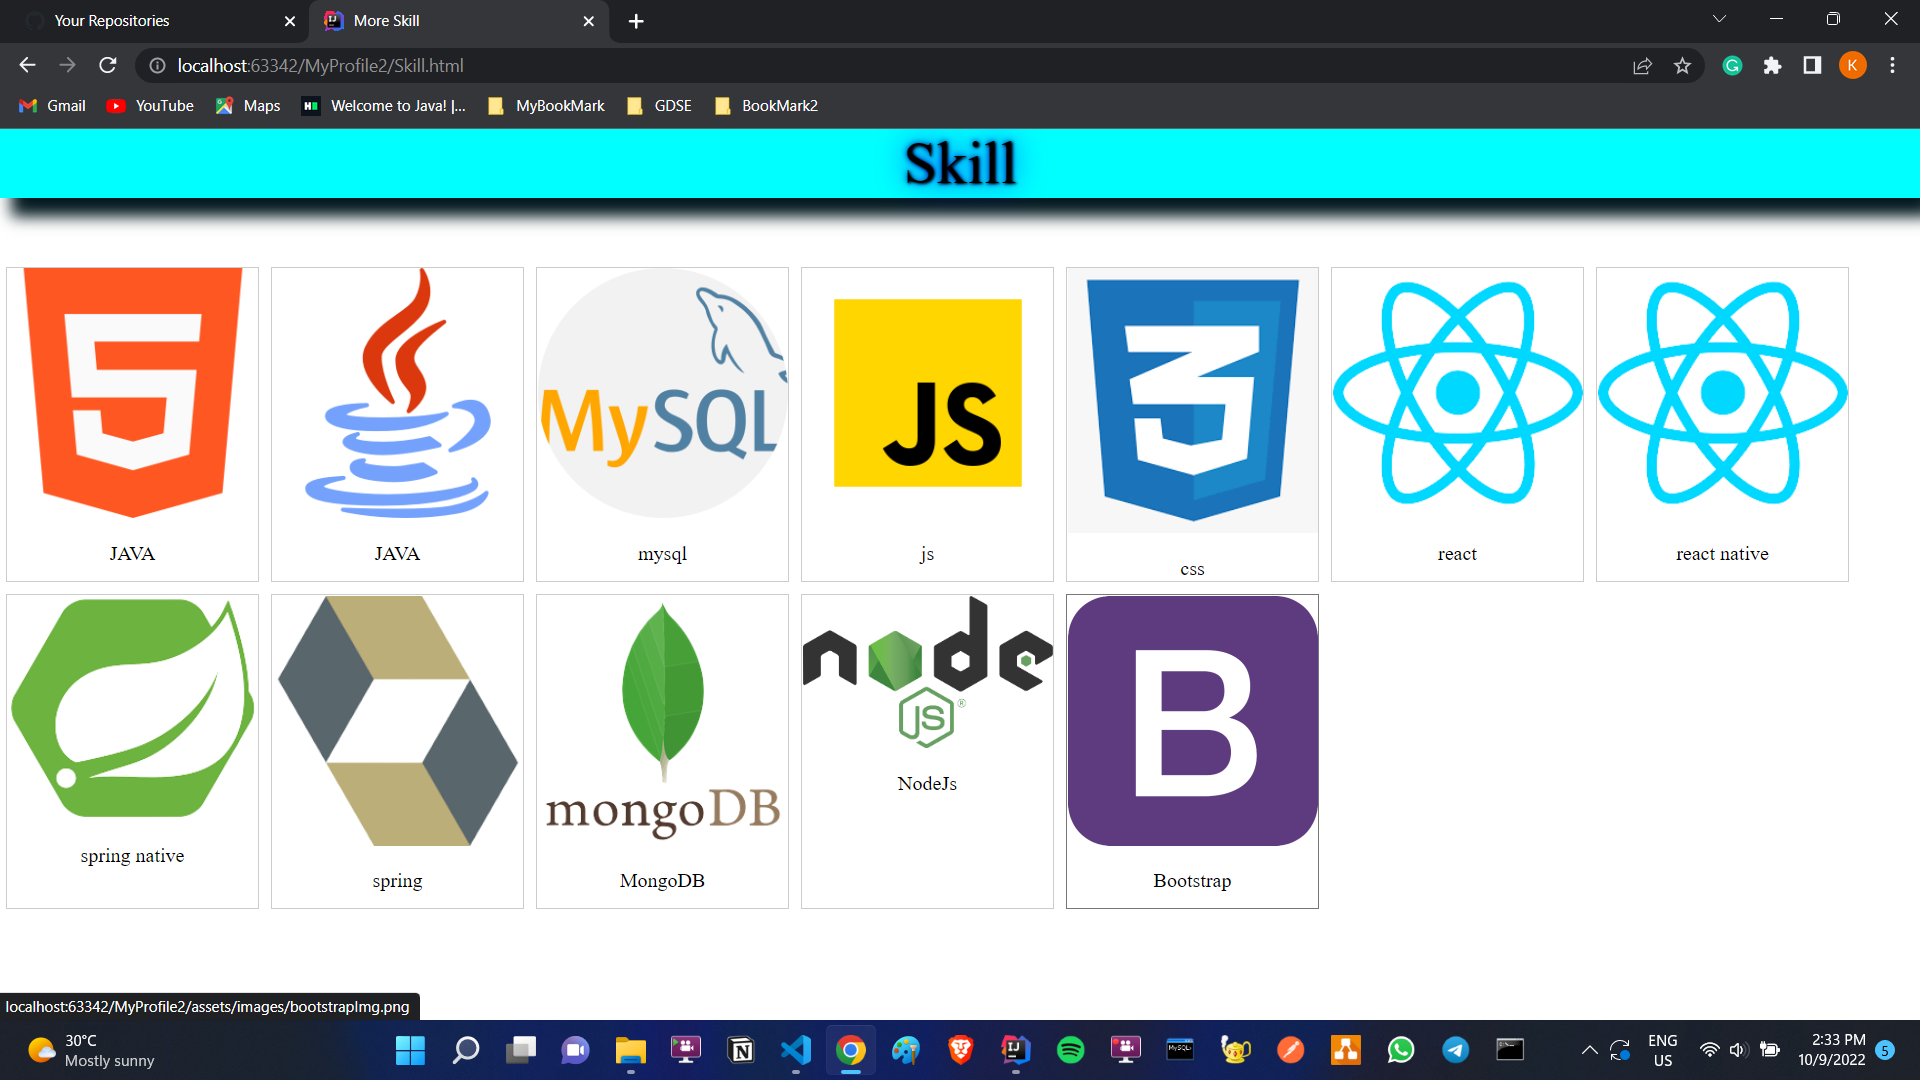 Your Repositories
More Skill
localhost:63342/MyProfile2/Skill.html
K
Gmail
YouTube
Maps
Welcome to Java! |...
MyBookMark
GDSE
BookMark2
Skill
MySQL
JS
JAVA
JAVA
mysql
js
css
react
react native
mongoDB
node
JS
B
spring native
spring
MongoDB
NodeJs
Bootstrap
localhost:63342/MyProfile2/assets/images/bootstrapImg.png
30°C
Mostly sunny
ENG
US
2:33 PM
10/9/2022
5